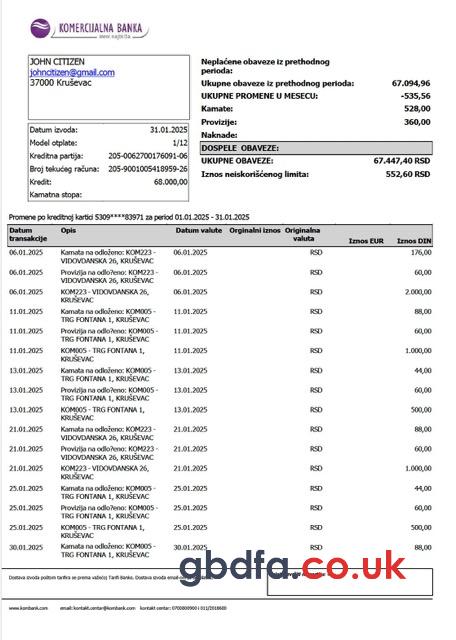 KOMERCIJALNA BANKA
JOHN CITIZEN
johncitizen@gmail.com
37000 Kruševac
Neplaćene obaveze iz prethodnog
perioda:
Ukupne obaveze iz prethodnog perioda: 67.094,96
UKUPNE PROMENE U MESECU: -535,56
Kamate: 528,00
Provizije: 360,00
Naknade:
DOSPELE OBAVEZE:
UKUPNE OBAVEZE: 67.447,40 RSD
Iznos neiskorišćenog limita: 552,60 RSD
Datum izvoda: 31.01.2025
Model otplate: 1/12
Kreditna partija: 205-0062700176091-06
Broj tekućeg računa: 205-9001005418959-26
Kredit: 68.000,00
Kamatna stopa:
Promene po kreditnoj kartici 5309****83971 za period 01.01.2025 - 31.01.2025
Datum transakcije Opis Datum valute Orginalni iznos Originalna valuta Iznos EUR Iznos DIN
06.01.2025 Kamata na odloženo: KOM223 - 06.01.2025 RSD 176,00
VIDOVDANSKA 26, KRUŠEVAC
06.01.2025 Provizija na odlo?eno: KOM223 - 06.01.2025 RSD 60,00
VIDOVDANSKA 26, KRUŠEVAC
06.01.2025 KOM223 - VIDOVDANSKA 26, 06.01.2025 RSD 2.000,00
KRUŠEVAC
11.01.2025 Kamata na odloženo: KOM005 - 11.01.2025 RSD 88,00
TRG FONTANA 1, KRUŠEVAC
11.01.2025 Provizija na odlo?eno: KOM005 - 11.01.2025 RSD 60,00
TRG FONTANA 1, KRUŠEVAC
11.01.2025 KOM005 - TRG FONTANA 1, 11.01.2025 RSD 1.000,00
KRUŠEVAC
13.01.2025 Kamata na odloženo: KOM005 - 13.01.2025 RSD 44,00
TRG FONTANA 1, KRUŠEVAC
13.01.2025 Provizija na odlo?eno: KOM005 - 13.01.2025 RSD 60,00
TRG FONTANA 1, KRUŠEVAC
13.01.2025 KOM005 - TRG FONTANA 1, 13.01.2025 RSD 500,00
KRUŠEVAC
21.01.2025 Kamata na odloženo: KOM223 - 21.01.2025 RSD 88,00
VIDOVDANSKA 26, KRUŠEVAC
21.01.2025 Provizija na odlo?eno: KOM223 - 21.01.2025 RSD 60,00
VIDOVDANSKA 26, KRUŠEVAC
21.01.2025 KOM223 - VIDOVDANSKA 26, 21.01.2025 RSD 1.000,00
KRUŠEVAC
25.01.2025 Kamata na odloženo: KOM005 - 25.01.2025 RSD 44,00
TRG FONTANA 1, KRUŠEVAC
25.01.2025 Provizija na odlo?eno: KOM005 - 25.01.2025 RSD 60,00
TRG FONTANA 1, KRUŠEVAC
25.01.2025 KOM005 - TRG FONTANA 1, 25.01.2025 RSD 500,00
KRUŠEVAC
30.01.2025 Kamata na odloženo: KOM005 - 30.01.2025 RSD 88,00
TRG FONTANA 1, KRUŠEVAC
gbdfa.co.uk
Dostava izvoda poštom tarifira se prema važećoj Tarifi Banke. Dostava izvoda
www.kombank.com email: kontakt.centar@kombank.com kontakt centar: 0700800900 i 011/2018600